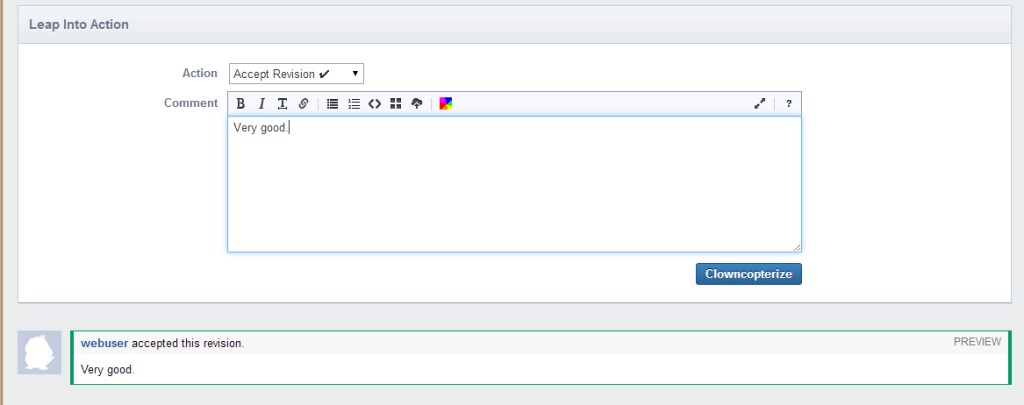 Leap Into Action
Action Accept Revision ✔
Comment B I T ?
Very good.
Clowncopterize
webuser accepted this revision. PREVIEW
Very good.